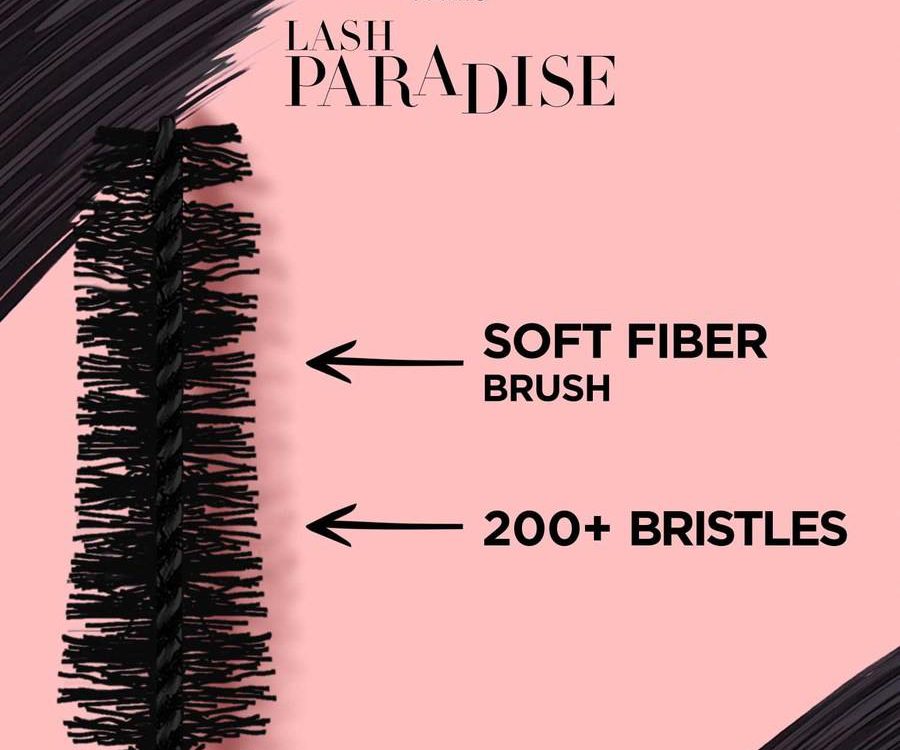 LASH
PARADISE
SOFT FIBER
BRUSH
200+ BRISTLES